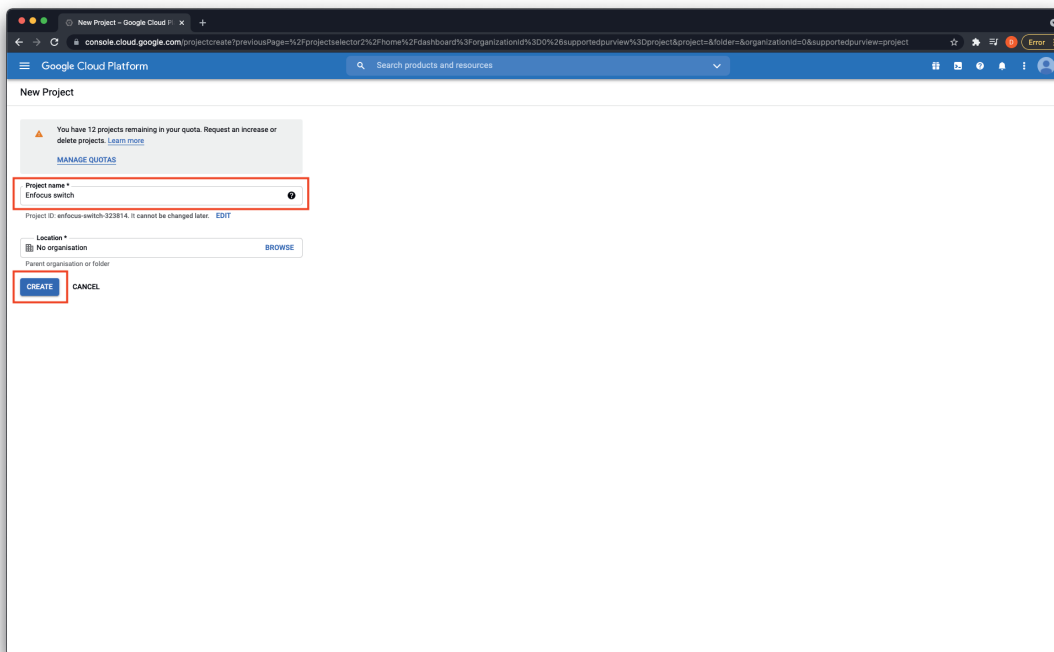 New Project – Google Cloud Pl
console.cloud.google.com/projectcreate?previousPage=%2Fprojectselector2%2Fhome%2Fdashboard%3ForganizationId%3D0%26supportedpurview%3Dproject&project=&folder=&organizationId=0&supportedpurview=project
D
Error
Google Cloud Platform
Search products and resources
New Project
You have 12 projects remaining in your quota. Request an increase or
delete projects. Learn more
MANAGE QUOTAS
Project name *
Enfocus switch
Project ID: enfocus-switch-323814. It cannot be changed later. EDIT
Location *
No organisation BROWSE
Parent organisation or folder
CREATE CANCEL